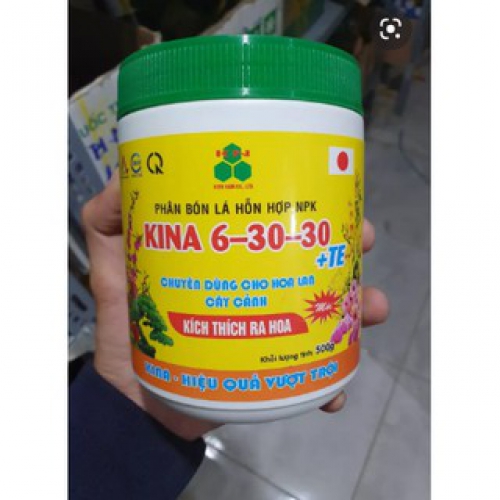 PHÂN BÓN LÁ HỖN HỢP NPK
KINA 6-30-30
+TE
CHUYÊN DÙNG CHO HOA LAN
CÂY CẢNH
Mới
KÍCH THÍCH RA HOA
Khối lượng tịnh: 500g
KINA - HIỆU QUẢ VƯỢT TRỘI